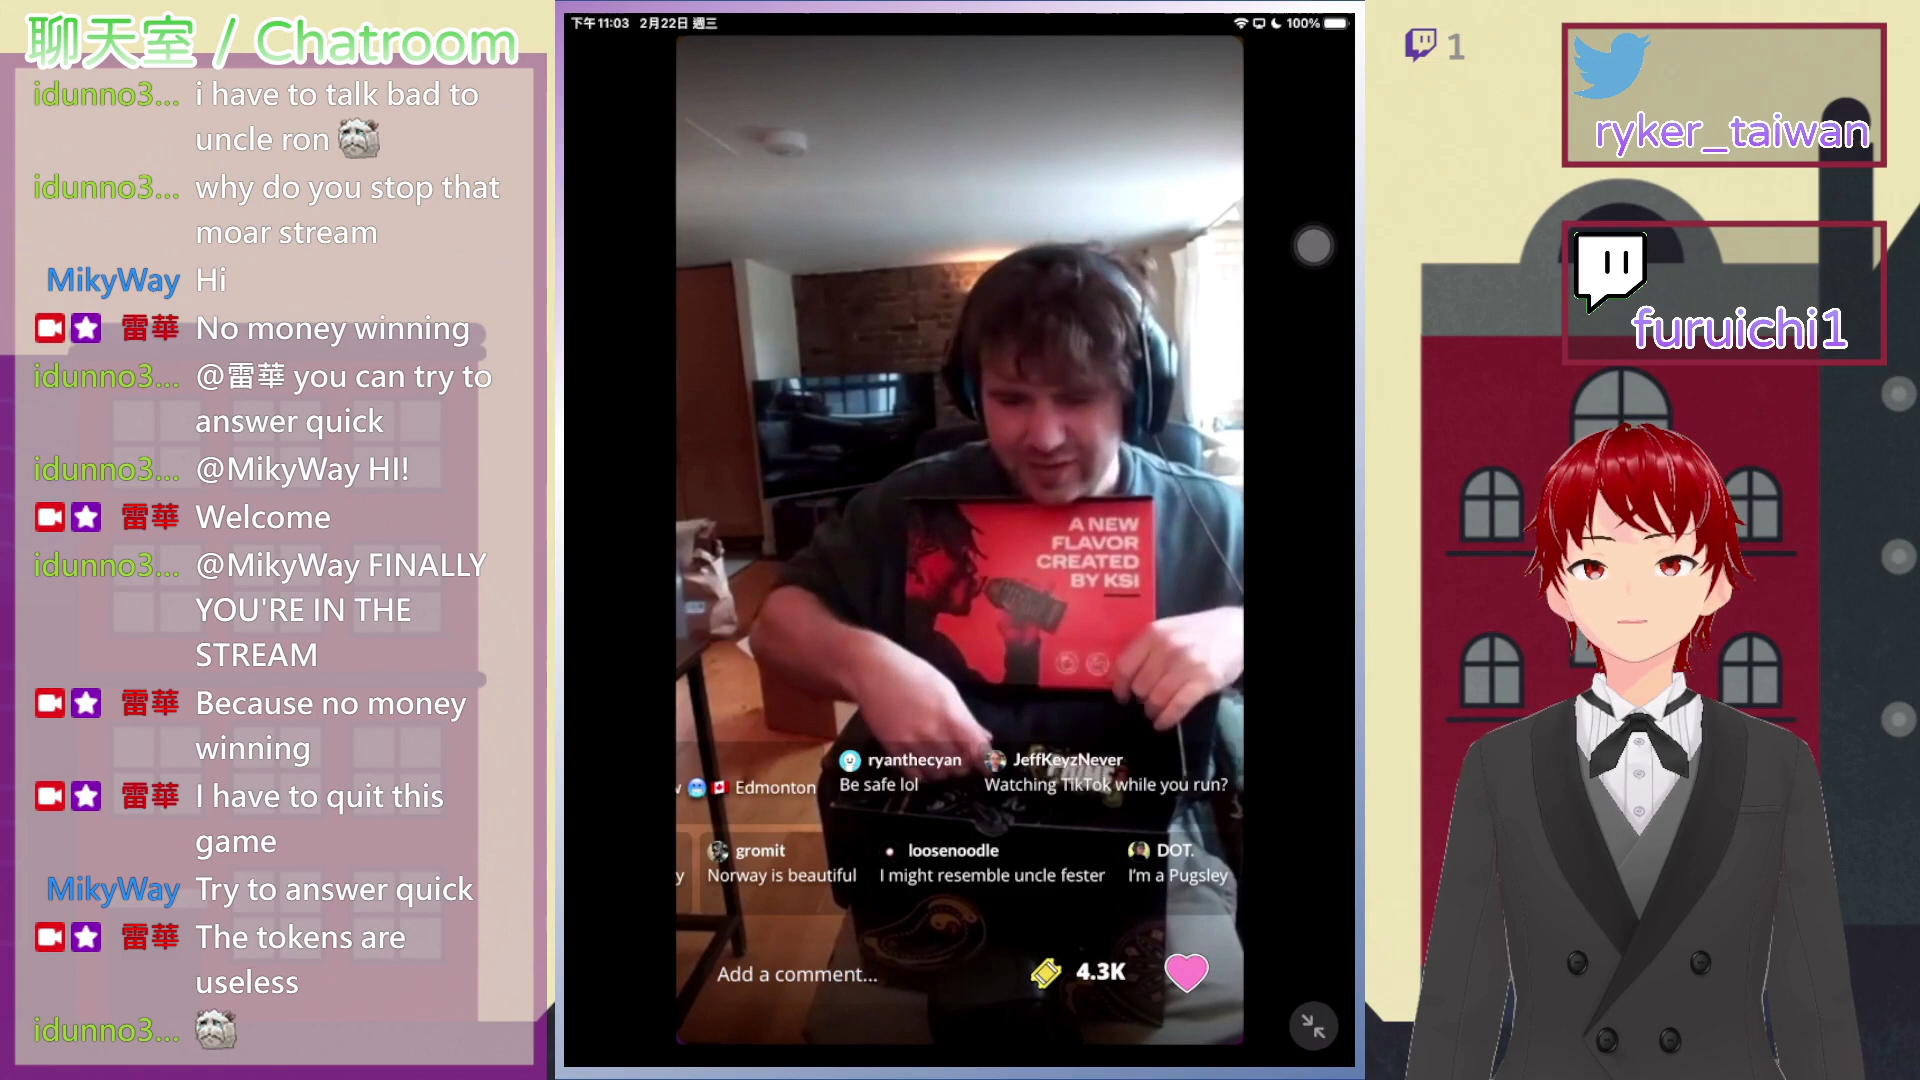 聊天室 / Chatroom
idunno3... i have to talk bad to
uncle ron
idunno3... why do you stop that
moar stream
MikyWay Hi
雷華 No money winning
idunno3... @雷華 you can try to
answer quick
idunno3... @MikyWay HI!
雷華 Welcome
idunno3... @MikyWay FINALLY
YOU'RE IN THE
STREAM
雷華 Because no money
winning
雷華 I have to quit this
game
MikyWay Try to answer quick
雷華 The tokens are
useless
idunno3...
下午11:03 2月22日 週三
100%
A NEW
FLAVOR
CREATED
BY KSI
ryanthecyan
Be safe lol
JeffKeyzNever
Watching TikTok while you run?
Edmonton
gromit
Norway is beautiful
loosenoodle
I might resemble uncle fester
DOT.
I'm a Pugsley
Add a comment...
4.3K
1
ryker_taiwan
furuichi1